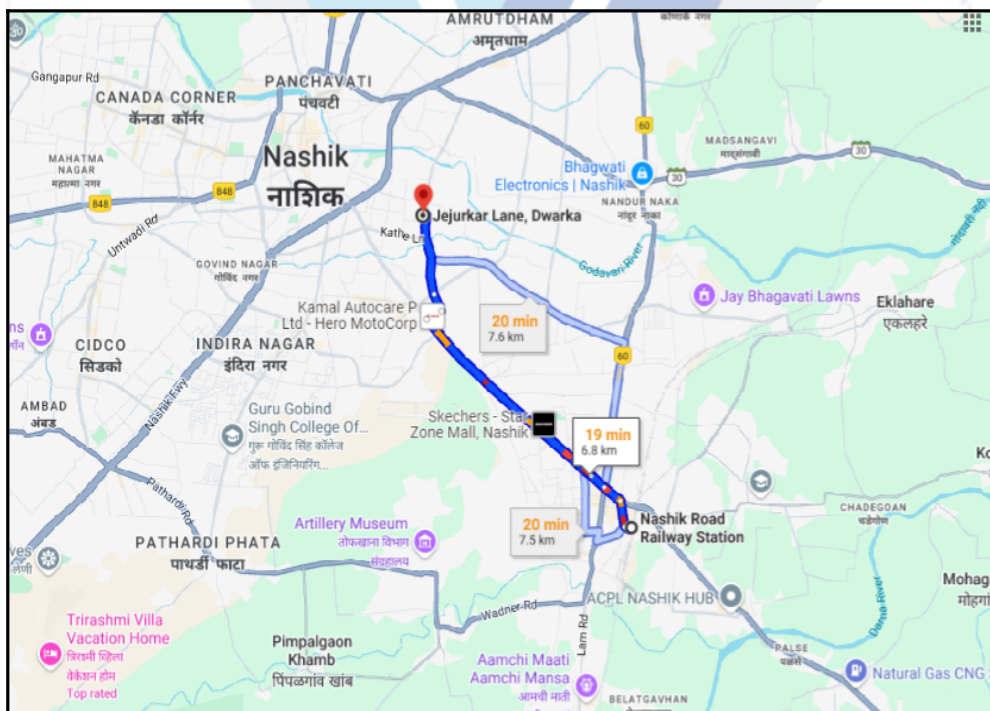 AMRUTDHAM
अमृतधाम
Gangapur Rd
PANCHAVATI
पंचवटी
CANADA CORNER
कॅनडा कॉर्नर
60
MADSANGAVI
माद्संगावी
30
MAHATMA
NAGAR
महात्मा नगर
Nashik
नाशिक
Bhagwati
Electronics | Nashik
30
848
848
NANDUR NAKA
नांदूर नाका
Jejurkar Lane, Dwarka
Untwadi Rd
Kathe Ln
गोदावरी नदी
GOVIND NAGAR
गोविंद नगर
Godavari River
Kamal Autocare P
Ltd - Hero MotoCorp
Jay Bhagavati Lawns
Eklahare
एकलहरे
20 min
7.6 km
CIDCO
सिडको
INDIRA NAGAR
इंदिरा नगर
60
Nashik Fwy
AMBAD
अंबड
Guru Gobind
Singh College Of...
गुरू गोविंद सिंह कॉलेज
ऑफ इंजिनियरिंग...
Skechers - Star
Zone Mall, Nashik
19 min
6.8 km
Pathardi Rd
CHADEGOAN
चडेगोण
Nashik Road
Railway Station
Artillery Museum
तोफखाना विभाग
संग्रहालय
20 min
7.5 km
PATHARDI PHATA
पाथर्डी फाटा
ACPL NASHIK HUB
Wadner Rd
Lam Rd
Darna River
Trirashmi Villa
Vacation Home
त्रिरश्मी व्हिला
वेकेशन होम
Top rated
Pimpalgaon
Khamb
पिंपळगांव खांब
PALSE
पळसे
Aamchi Maati
Aamchi Mansa
आमची माती
Natural Gas CNG
BELATGAVHAN